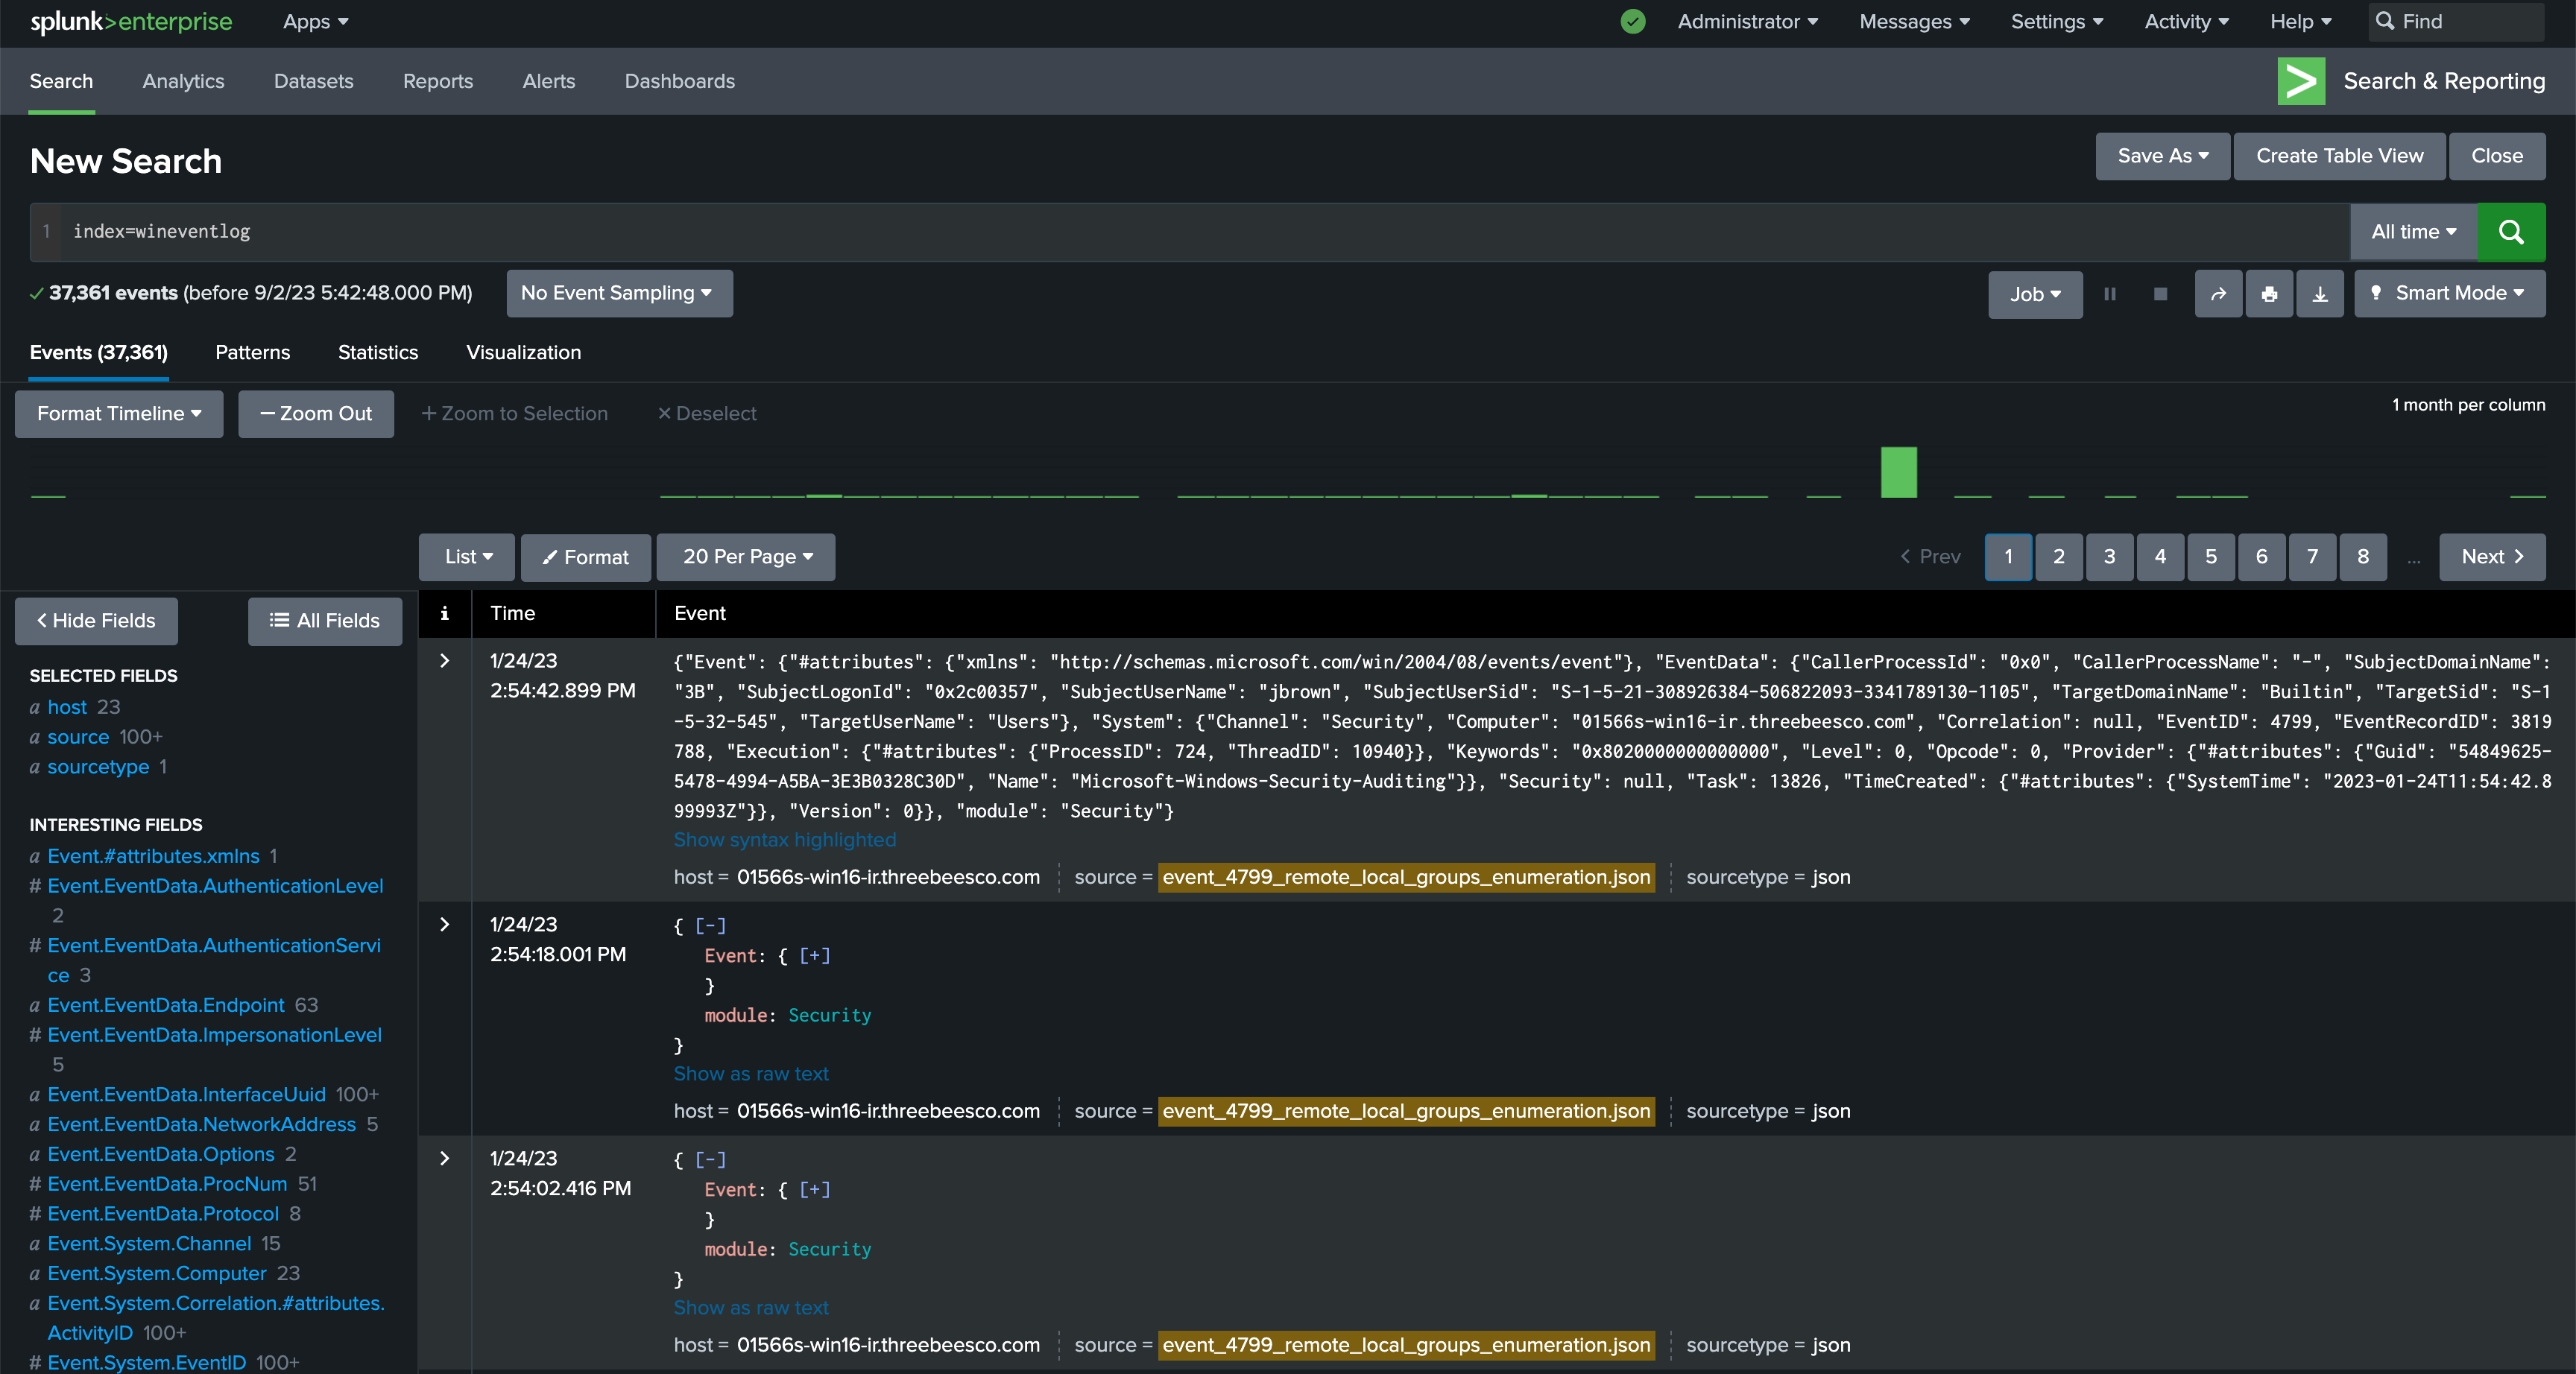 splunk>enterprise Apps Administrator Messages Settings Activity Help Find
Search Analytics Datasets Reports Alerts Dashboards Search & Reporting
New Search Save As Create Table View Close
1 index=wineventlog All time
37,361 events (before 9/2/23 5:42:48.000 PM) No Event Sampling Job Smart Mode
Events (37,361) Patterns Statistics Visualization
Format Timeline — Zoom Out + Zoom to Selection × Deselect 1 month per column
List Format 20 Per Page < Prev 1 2 3 4 5 6 7 8 ... Next >
< Hide Fields All Fields
SELECTED FIELDS
a host 23
a source 100+
a sourcetype 1
INTERESTING FIELDS
a Event.#attributes.xmlns 1
# Event.EventData.AuthenticationLevel
2
# Event.EventData.AuthenticationServi
ce 3
a Event.EventData.Endpoint 63
# Event.EventData.ImpersonationLevel
5
a Event.EventData.InterfaceUuid 100+
a Event.EventData.NetworkAddress 5
a Event.EventData.Options 2
# Event.EventData.ProcNum 51
# Event.EventData.Protocol 8
a Event.System.Channel 15
a Event.System.Computer 23
a Event.System.Correlation.#attributes.
ActivityID 100+
# Event.System.EventID 100+
i Time Event
> 1/24/23
2:54:42.899 PM
{"Event": {"#attributes": {"xmlns": "http://schemas.microsoft.com/win/2004/08/events/event"}, "EventData": {"CallerProcessId": "0x0", "CallerProcessName": "-", "SubjectDomainName":
"3B", "SubjectLogonId": "0x2c00357", "SubjectUserName": "jbrown", "SubjectUserSid": "S-1-5-21-308926384-506822093-3341789130-1105", "TargetDomainName": "Builtin", "TargetSid": "S-1
-5-32-545", "TargetUserName": "Users"}, "System": {"Channel": "Security", "Computer": "01566s-win16-ir.threebeesco.com", "Correlation": null, "EventID": 4799, "EventRecordID": 3819
788, "Execution": {"#attributes": {"ProcessID": 724, "ThreadID": 10940}}, "Keywords": "0x8020000000000000", "Level": 0, "Opcode": 0, "Provider": {"#attributes": {"Guid": "54849625-
5478-4994-A5BA-3E3B0328C30D", "Name": "Microsoft-Windows-Security-Auditing"}}, "Security": null, "Task": 13826, "TimeCreated": {"#attributes": {"SystemTime": "2023-01-24T11:54:42.8
99993Z"}}, "Version": 0}}, "module": "Security"}
Show syntax highlighted
host = 01566s-win16-ir.threebeesco.com source = event_4799_remote_local_groups_enumeration.json sourcetype = json
> 1/24/23
2:54:18.001 PM
{ [-]
Event: { [+]
}
module: Security
}
Show as raw text
host = 01566s-win16-ir.threebeesco.com source = event_4799_remote_local_groups_enumeration.json sourcetype = json
> 1/24/23
2:54:02.416 PM
{ [-]
Event: { [+]
}
module: Security
}
Show as raw text
host = 01566s-win16-ir.threebeesco.com source = event_4799_remote_local_groups_enumeration.json sourcetype = json